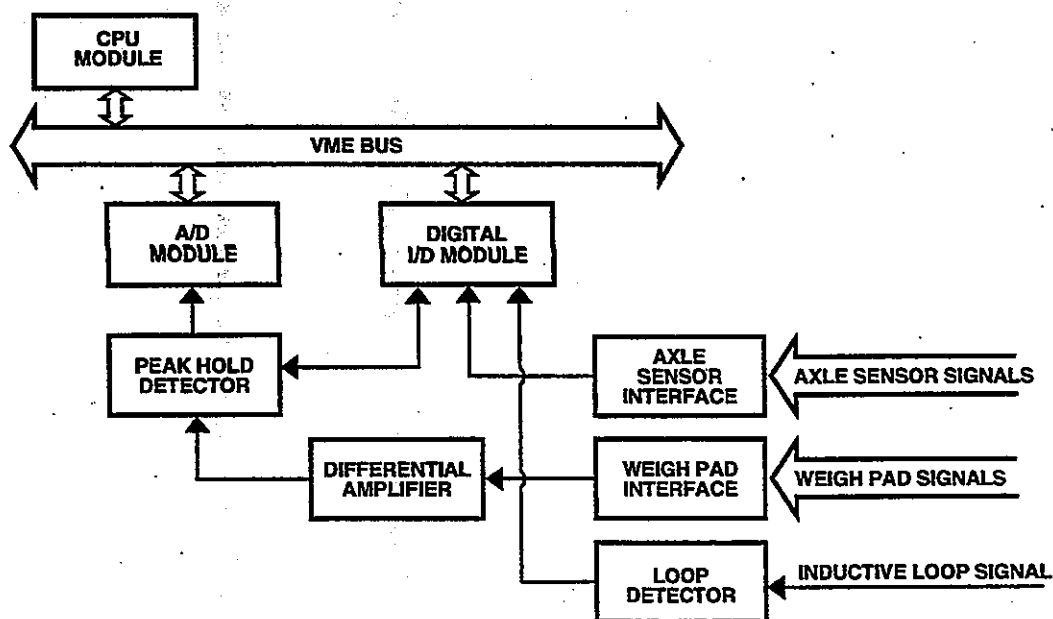 CPU
MODULE
VME BUS
A/D
MODULE
DIGITAL
I/D MODULE
PEAK HOLD
DETECTOR
AXLE
SENSOR
INTERFACE
AXLE SENSOR SIGNALS
DIFFERENTIAL
AMPLIFIER
WEIGH PAD
INTERFACE
WEIGH PAD SIGNALS
LOOP
DETECTOR
INDUCTIVE LOOP SIGNAL